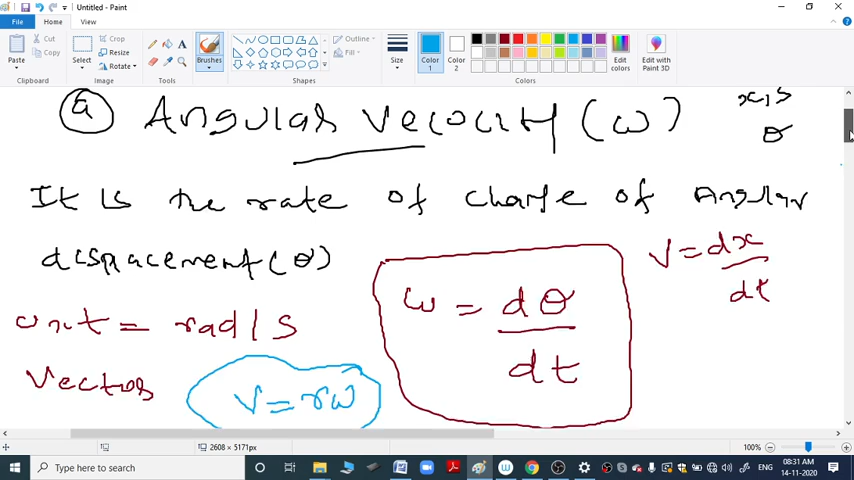 Untitled - Paint
File Home View
Paste Cut Copy Clipboard
Select Crop Resize Rotate Image
A Tools
Brushes
Outline Fill Shapes
Size
Color 1 Color 2 Edit colors Edit with Paint 3D Colors
a Angular velocity (ω) x, s
θ
It is the rate of change of Angular
displacement (θ)
V = dx
dt
unit = rad/s
ω = dθ
dt
Vector
V = rω
2608 × 5171px 100%
Type here to search
ENG 08:31 AM
14-11-2020